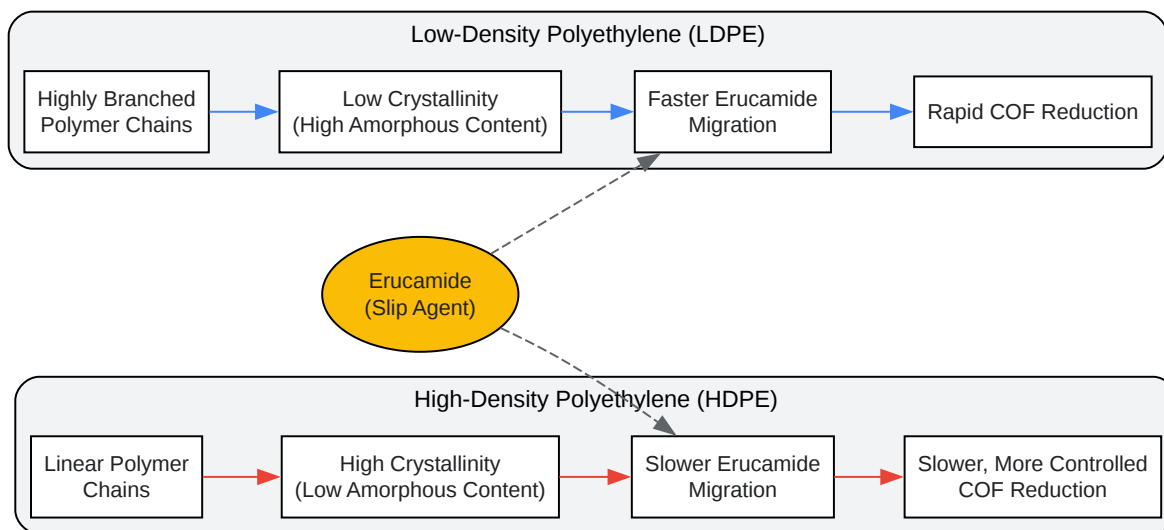 Low-Density Polyethylene (LDPE)
Highly Branched
Polymer Chains
Low Crystallinity
(High Amorphous Content)
Faster Erucamide
Migration
Rapid COF Reduction
Erucamide
(Slip Agent)
High-Density Polyethylene (HDPE)
Linear Polymer
Chains
High Crystallinity
(Low Amorphous Content)
Slower Erucamide
Migration
Slower, More Controlled
COF Reduction